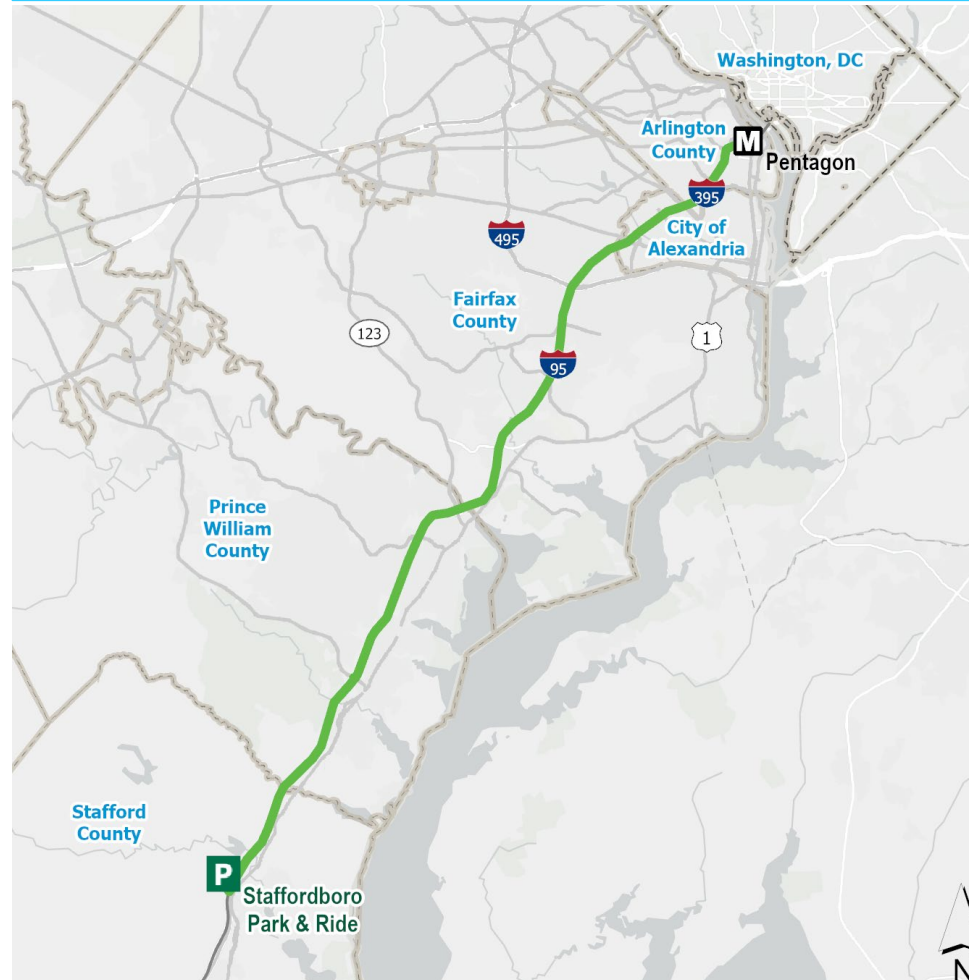 Washington, DC
Arlington
County
M
Pentagon
395
City of
Alexandria
495
Fairfax
County
123
1
95
Prince
William
County
Stafford
County
P
Staffordboro
Park & Ride
N